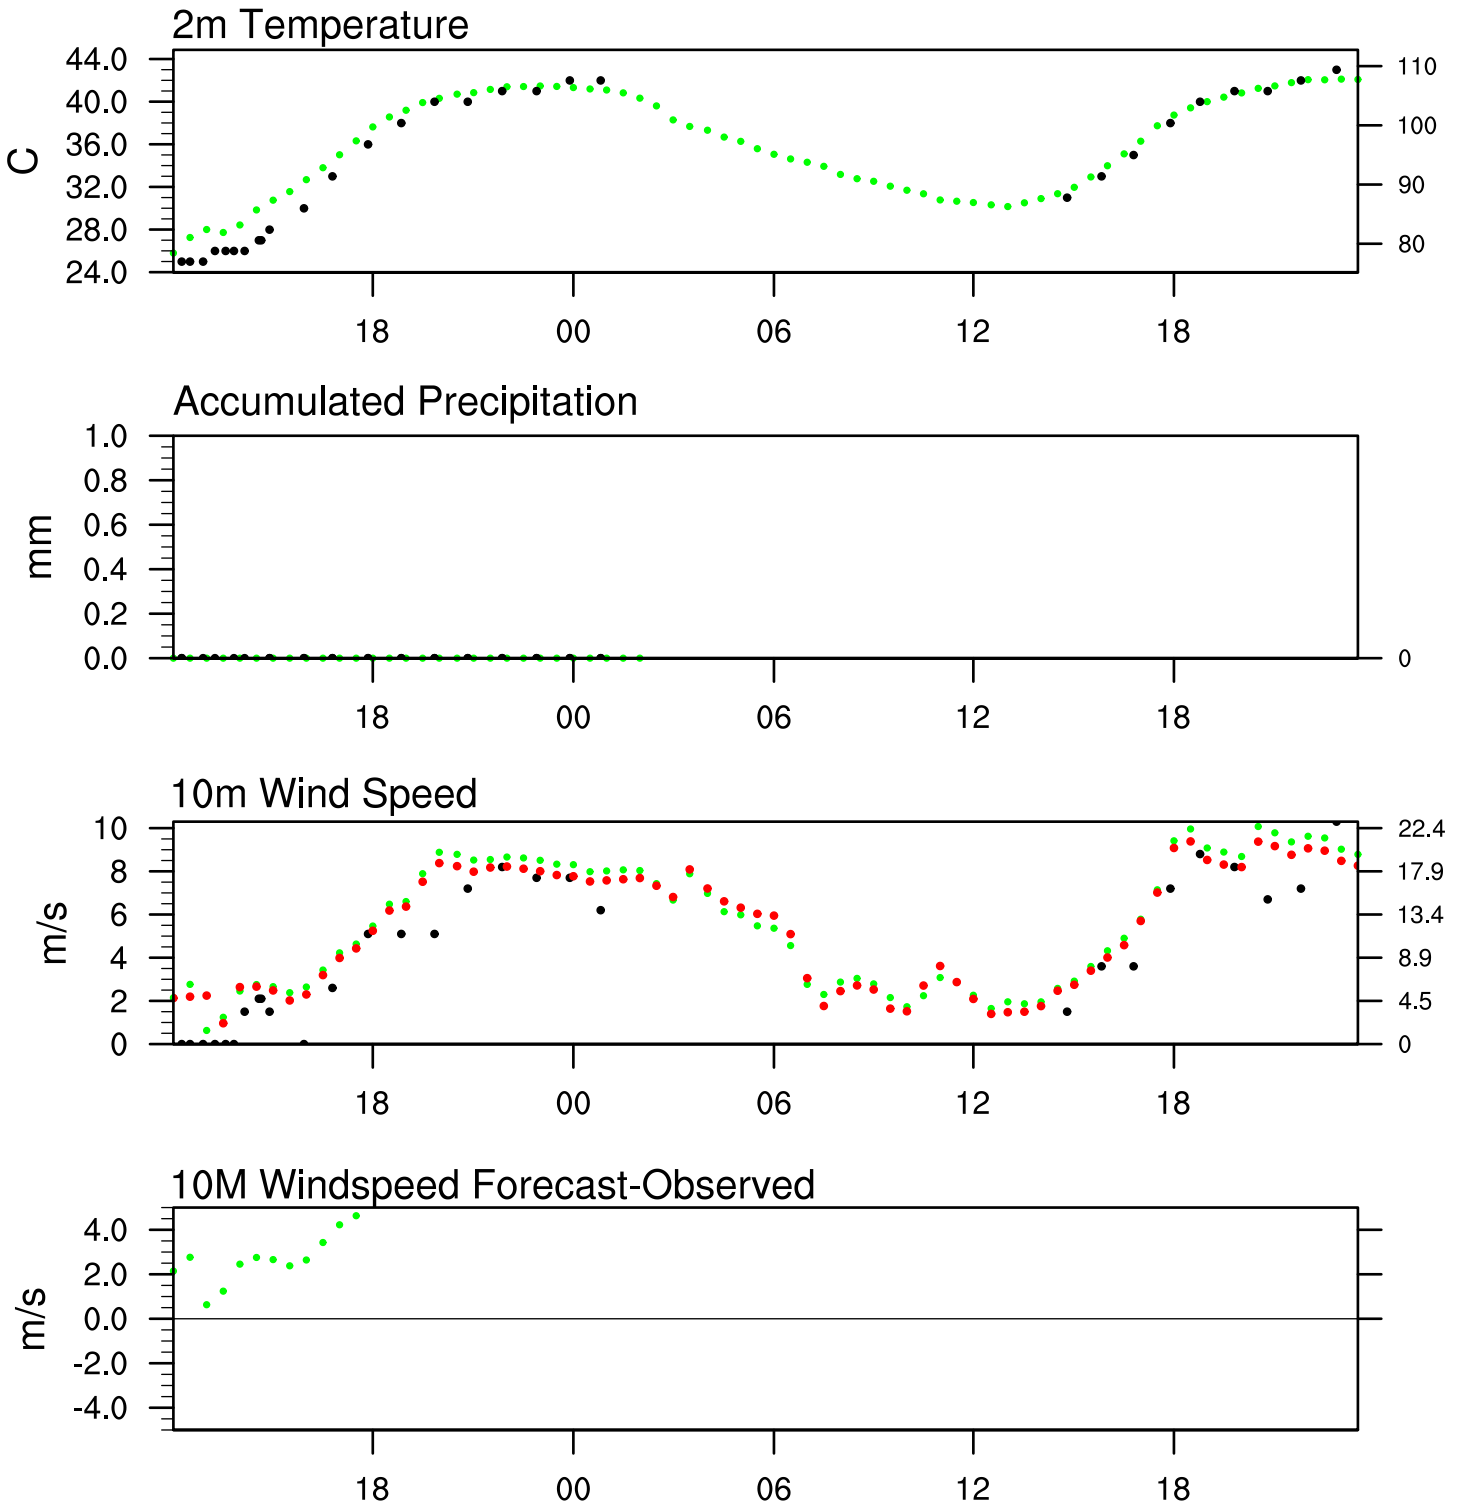 2m Temperature
44.0
40.0
36.0
32.0
28.0
24.0
C
110
100
90
80
18 00 06 12 18
Accumulated Precipitation
1.0
0.8
0.6
0.4
0.2
0.0
mm
0
18 00 06 12 18
10m Wind Speed
10
8
6
4
2
0
m/s
22.4
17.9
13.4
8.9
4.5
0
18 00 06 12 18
10M Windspeed Forecast-Observed
4.0
2.0
0.0
-2.0
-4.0
m/s
18 00 06 12 18